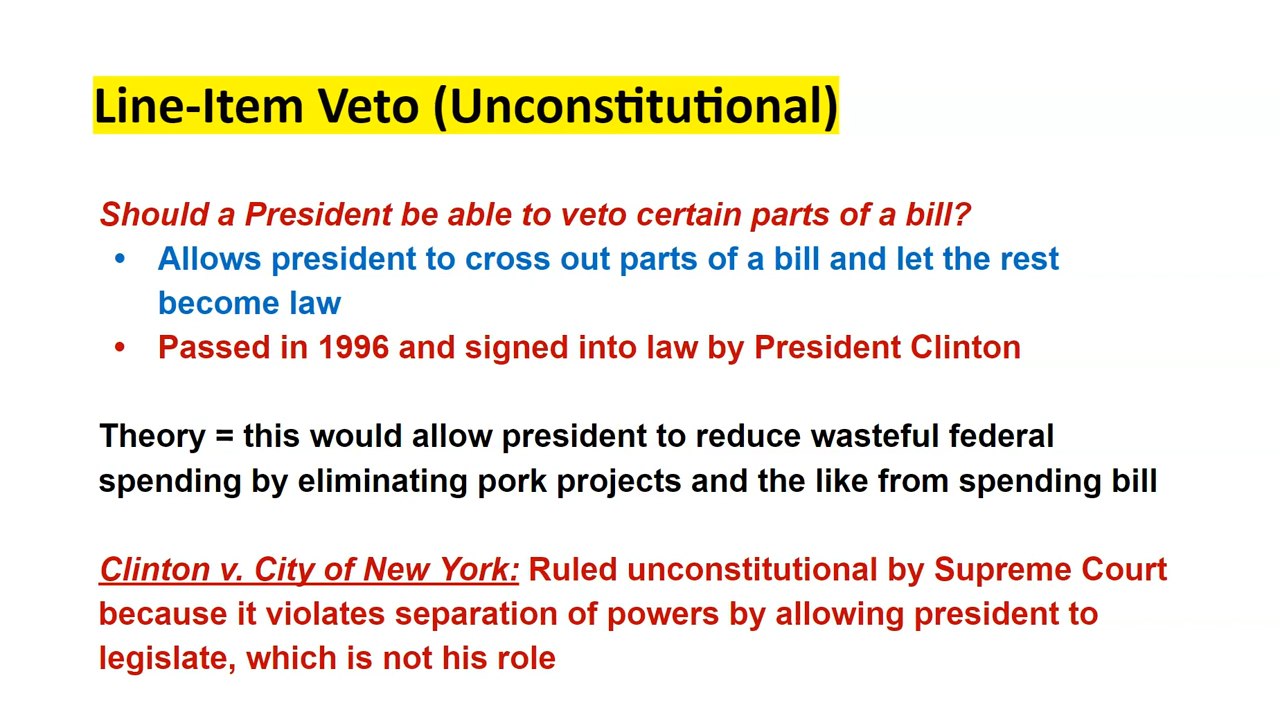 Line-Item Veto (Unconstitutional)
Should a President be able to veto certain parts of a bill?
• Allows president to cross out parts of a bill and let the rest
become law
• Passed in 1996 and signed into law by President Clinton
Theory = this would allow president to reduce wasteful federal
spending by eliminating pork projects and the like from spending bill
Clinton v. City of New York: Ruled unconstitutional by Supreme Court
because it violates separation of powers by allowing president to
legislate, which is not his role